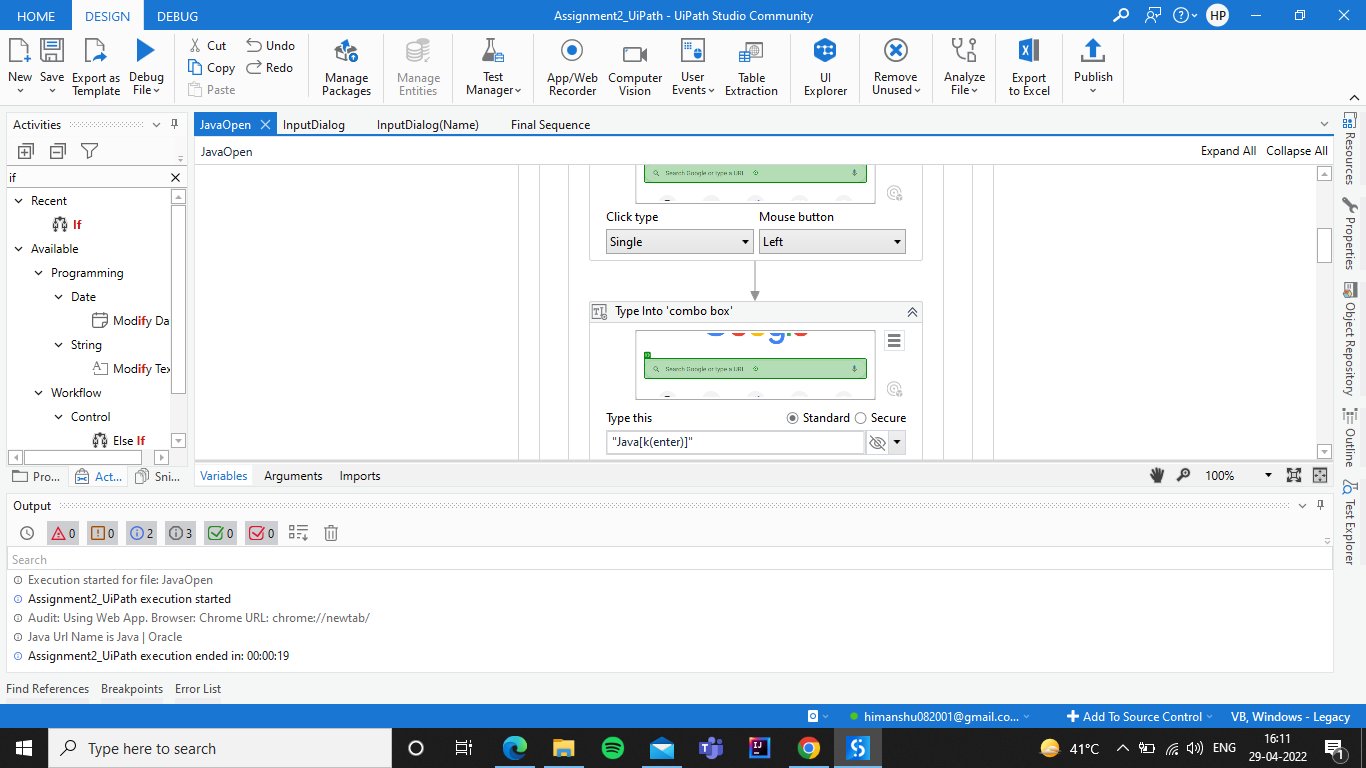 HOME DESIGN DEBUG Assignment2_UiPath - UiPath Studio Community HP
New Save Export as Template Debug File Cut Copy Paste Undo Redo Manage Packages Manage Entities Test Manager App/Web Recorder Computer Vision User Events Table Extraction UI Explorer Remove Unused Analyze File Export to Excel Publish
Activities
if
Recent
If
Available
Programming
Date
Modify Da
String
Modify Tex
Workflow
Control
Else If
Pro... Act... Sni...
JavaOpen InputDialog InputDialog(Name) Final Sequence
JavaOpen Expand All Collapse All
Search Google or type a URL
Click type Mouse button
Single Left
Type Into 'combo box'
Google
Search Google or type a URL
Type this Standard Secure
"Java[k(enter)]"
Variables Arguments Imports 100%
Resources
Properties
Object Repository
Outline
Test Explorer
Output
0 0 2 3 0 0
Search
Execution started for file: JavaOpen
Assignment2_UiPath execution started
Audit: Using Web App. Browser: Chrome URL: chrome://newtab/
Java Url Name is Java | Oracle
Assignment2_UiPath execution ended in: 00:00:19
Find References Breakpoints Error List
himanshu082001@gmail.co... Add To Source Control VB, Windows - Legacy
Type here to search 41°C ENG 16:11
29-04-2022 1